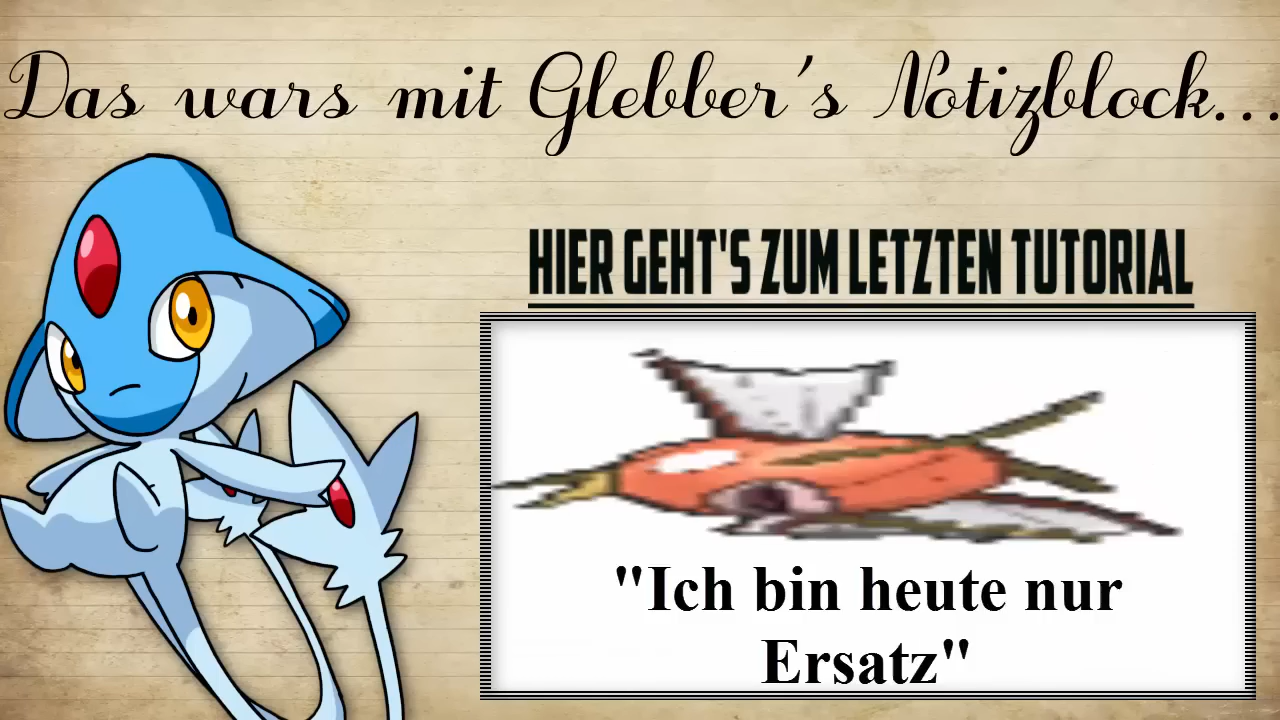 Das wars mit Glebber's Notizblock...
HIER GEHT'S ZUM LETZTEN TUTORIAL
"Ich bin heute nur
Ersatz"